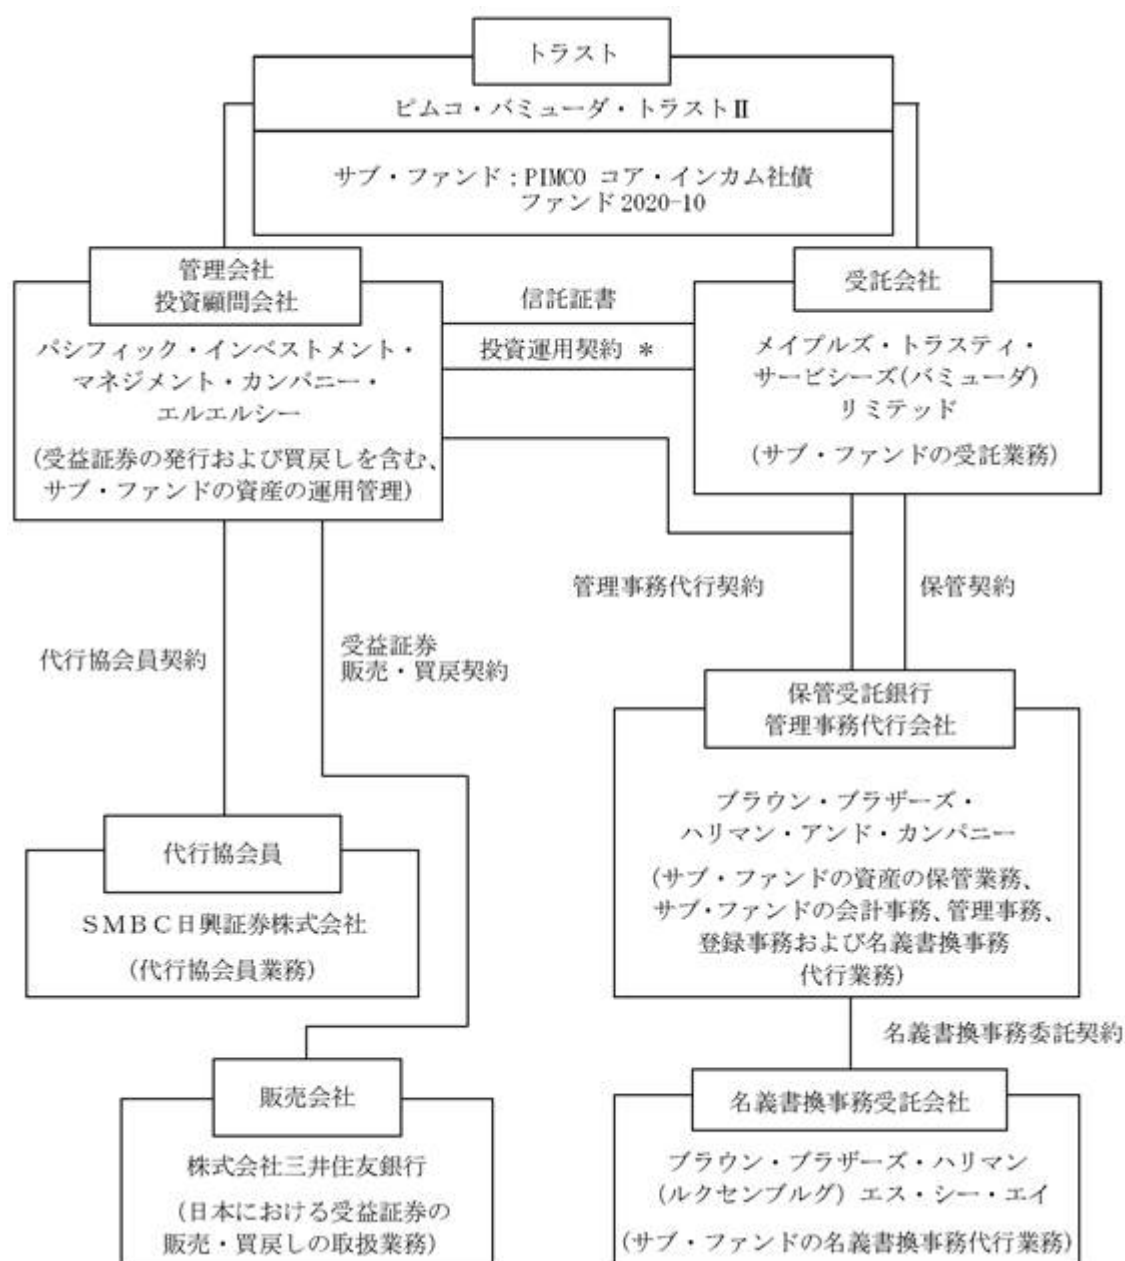 トラスト
ピムコ・バミューダ・トラストⅡ
サブ・ファンド：PIMCO コア・インカム社債
ファンド 2020-10
管理会社
投資顧問会社
パシフィック・インベストメント・
マネジメント・カンパニー・
エルエルシー
(受益証券の発行および買戻しを含む、
サブ・ファンドの資産の運用管理)
信託証書
投資運用契約 *
受託会社
メイプルズ・トラスティ・
サービシーズ(バミューダ)
リミテッド
(サブ・ファンドの受託業務)
管理事務代行契約
保管契約
代行協会員契約
受益証券
販売・買戻契約
保管受託銀行
管理事務代行会社
ブラウン・ブラザーズ・
ハリマン・アンド・カンパニー
(サブ・ファンドの資産の保管業務、
サブ・ファンドの会計事務、管理事務、
登録事務および名義書換事務
代行業務)
代行協会員
ＳＭＢＣ日興証券株式会社
(代行協会員業務)
名義書換事務委託契約
販売会社
株式会社三井住友銀行
(日本における受益証券の
販売・買戻しの取扱業務)
名義書換事務受託会社
ブラウン・ブラザーズ・ハリマン
(ルクセンブルグ) エス・シー・エイ
(サブ・ファンドの名義書換事務代行業務)